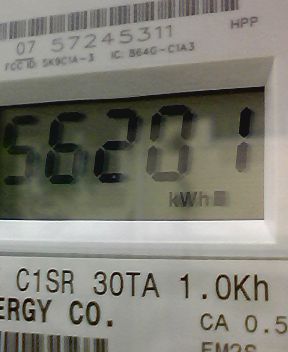 07 57245311
HPP
FCC ID: SK9C1A-3 IC: 864G-C1A3
56201
kWh
C1SR 30TA 1.0Kh
ERGY CO.
CA 0.5
EM2S